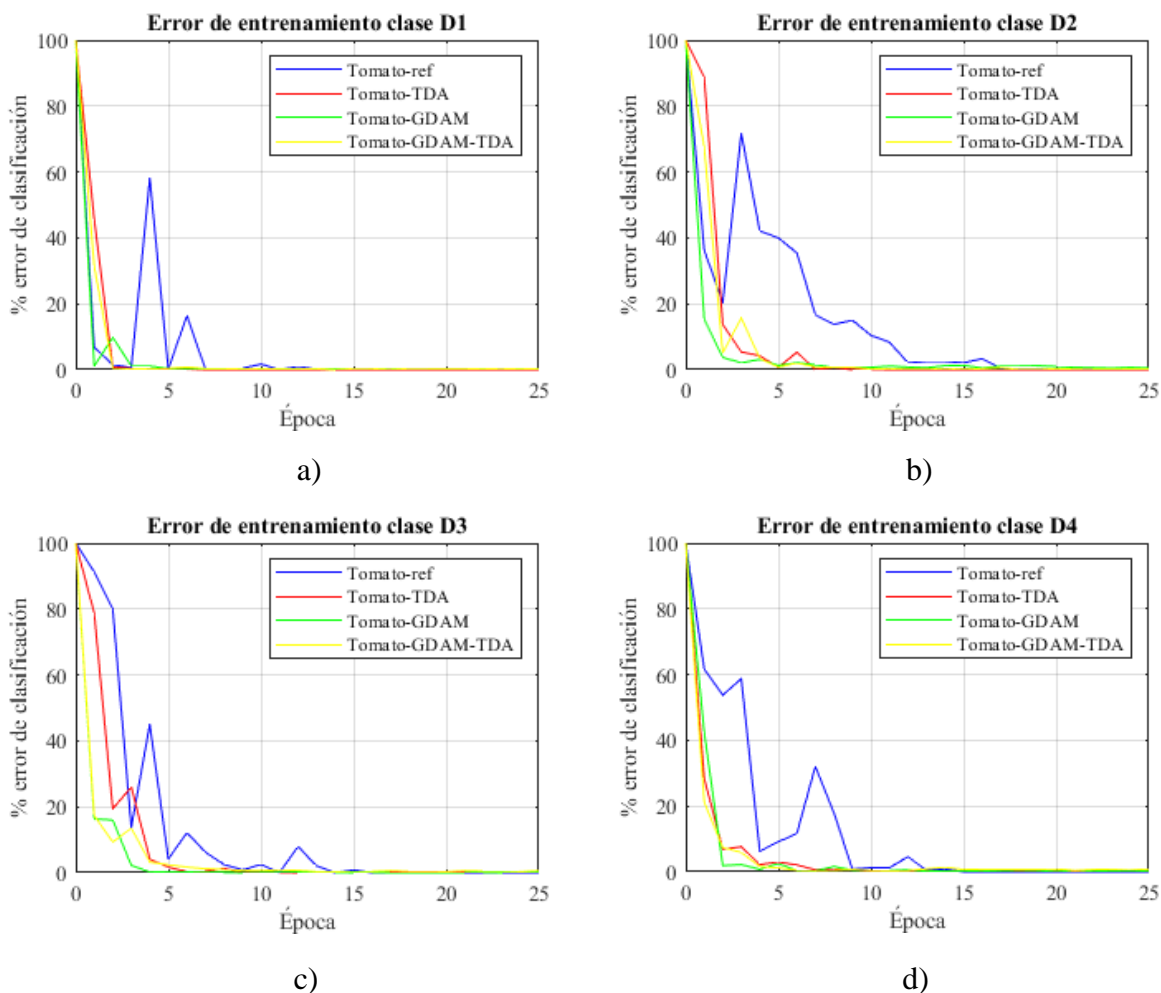 Error de entrenamiento clase D1
100
80
60
40
20
0
% error de clasificación
Tomato-ref
Tomato-TDA
Tomato-GDAM
Tomato-GDAM-TDA
0 5 10 15 20 25
Época
a)
Error de entrenamiento clase D2
100
80
60
40
20
0
% error de clasificación
Tomato-ref
Tomato-TDA
Tomato-GDAM
Tomato-GDAM-TDA
0 5 10 15 20 25
Época
b)
Error de entrenamiento clase D3
100
80
60
40
20
0
% error de clasificación
Tomato-ref
Tomato-TDA
Tomato-GDAM
Tomato-GDAM-TDA
0 5 10 15 20 25
Época
c)
Error de entrenamiento clase D4
100
80
60
40
20
0
% error de clasificación
Tomato-ref
Tomato-TDA
Tomato-GDAM
Tomato-GDAM-TDA
0 5 10 15 20 25
Época
d)